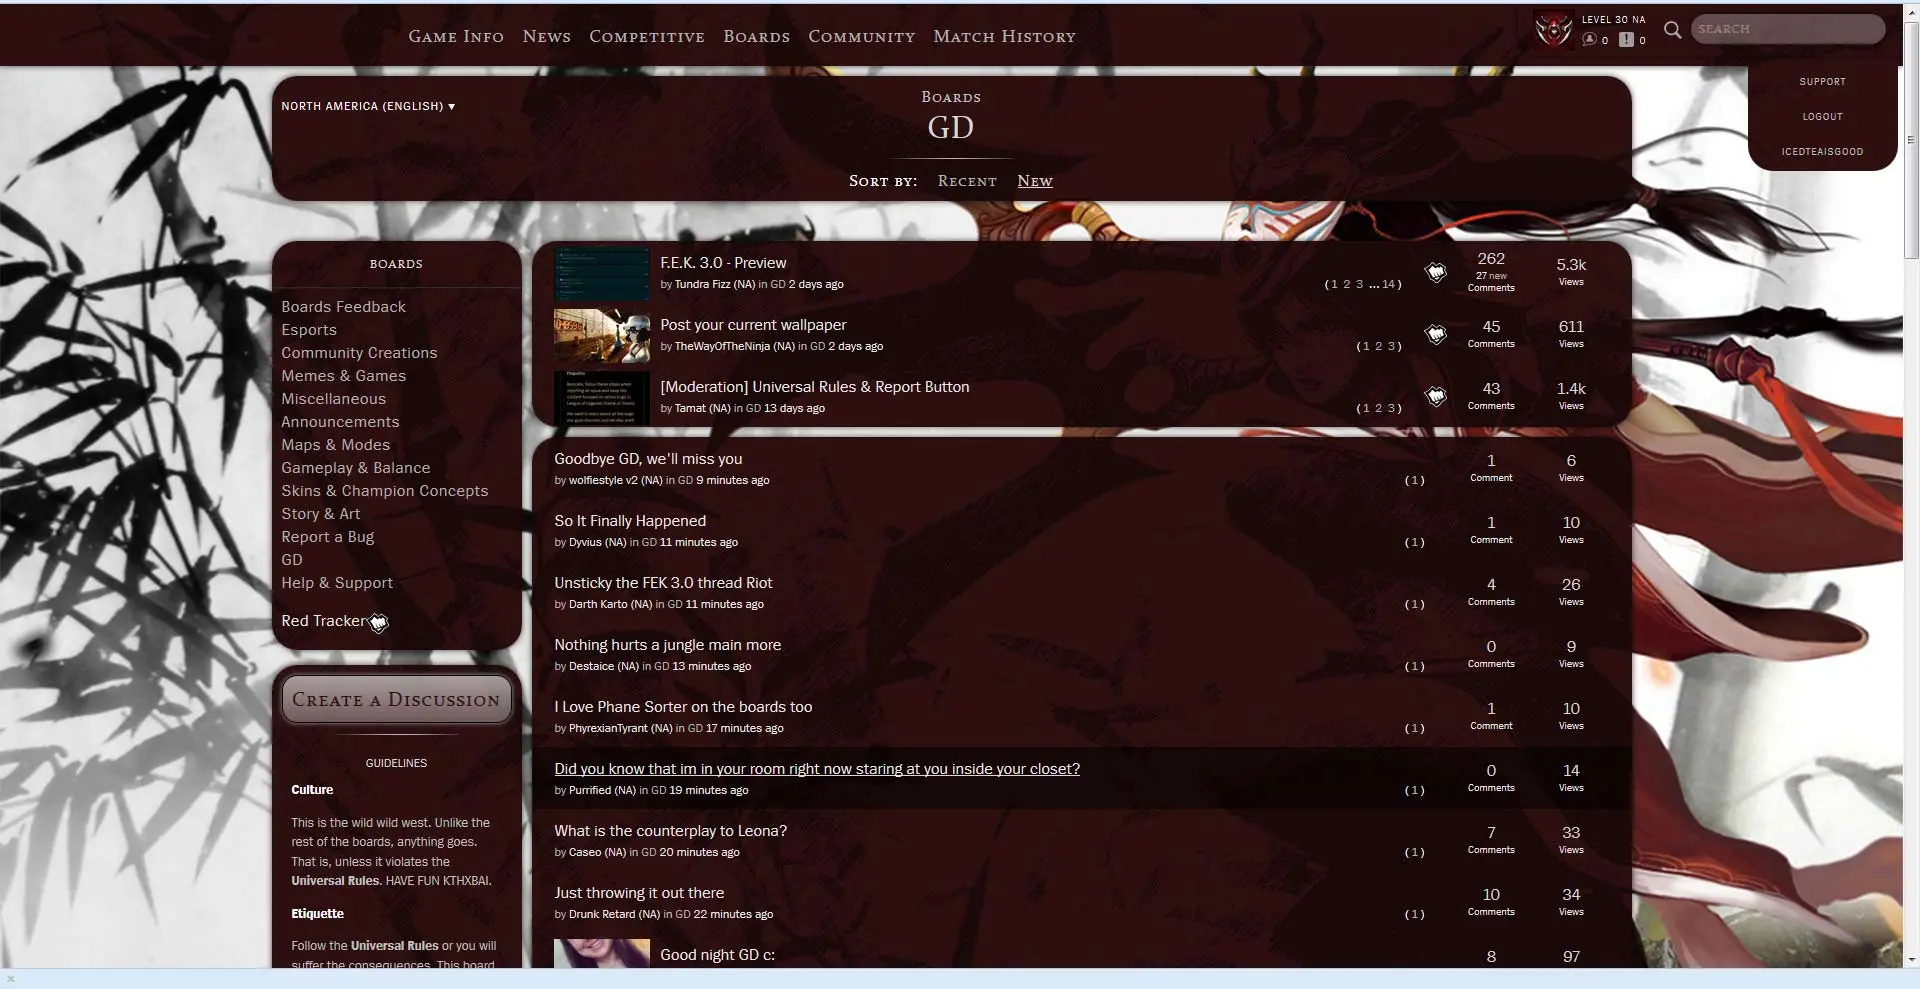 GAME INFO NEWS COMPETITIVE BOARDS COMMUNITY MATCH HISTORY
LEVEL 30 NA
0 0
SEARCH
SUPPORT
LOGOUT
ICEDTEAISGOOD
NORTH AMERICA (ENGLISH) ▼
BOARDS
GD
SORT BY: RECENT NEW
BOARDS
Boards Feedback
Esports
Community Creations
Memes & Games
Miscellaneous
Announcements
Maps & Modes
Gameplay & Balance
Skins & Champion Concepts
Story & Art
Report a Bug
GD
Help & Support
Red Tracker
CREATE A DISCUSSION
GUIDELINES
Culture
This is the wild wild west. Unlike the
rest of the boards, anything goes.
That is, unless it violates the
Universal Rules. HAVE FUN KTHXBAI.
Etiquette
Follow the Universal Rules or you will
suffer the consequences. This board
F.E.K. 3.0 - Preview
by Tundra Fizz (NA) in GD 2 days ago
(1 2 3 ... 14)
262
27 new
Comments
5.3k
Views
Post your current wallpaper
by TheWayOfTheNinja (NA) in GD 2 days ago
(1 2 3)
45
Comments
611
Views
[Moderation] Universal Rules & Report Button
by Tamat (NA) in GD 13 days ago
(1 2 3)
43
Comments
1.4k
Views
Goodbye GD, we'll miss you
by wolfiestyle v2 (NA) in GD 9 minutes ago
(1)
1
Comment
6
Views
So It Finally Happened
by Dyvius (NA) in GD 11 minutes ago
(1)
1
Comment
10
Views
Unsticky the FEK 3.0 thread Riot
by Darth Karto (NA) in GD 11 minutes ago
(1)
4
Comments
26
Views
Nothing hurts a jungle main more
by Destaice (NA) in GD 13 minutes ago
(1)
0
Comments
9
Views
I Love Phane Sorter on the boards too
by PhyrexianTyrant (NA) in GD 17 minutes ago
(1)
1
Comment
10
Views
Did you know that im in your room right now staring at you inside your closet?
by Purrified (NA) in GD 19 minutes ago
(1)
0
Comments
14
Views
What is the counterplay to Leona?
by Caseo (NA) in GD 20 minutes ago
(1)
7
Comments
33
Views
Just throwing it out there
by Drunk Retard (NA) in GD 22 minutes ago
(1)
10
Comments
34
Views
Good night GD c:
8
97